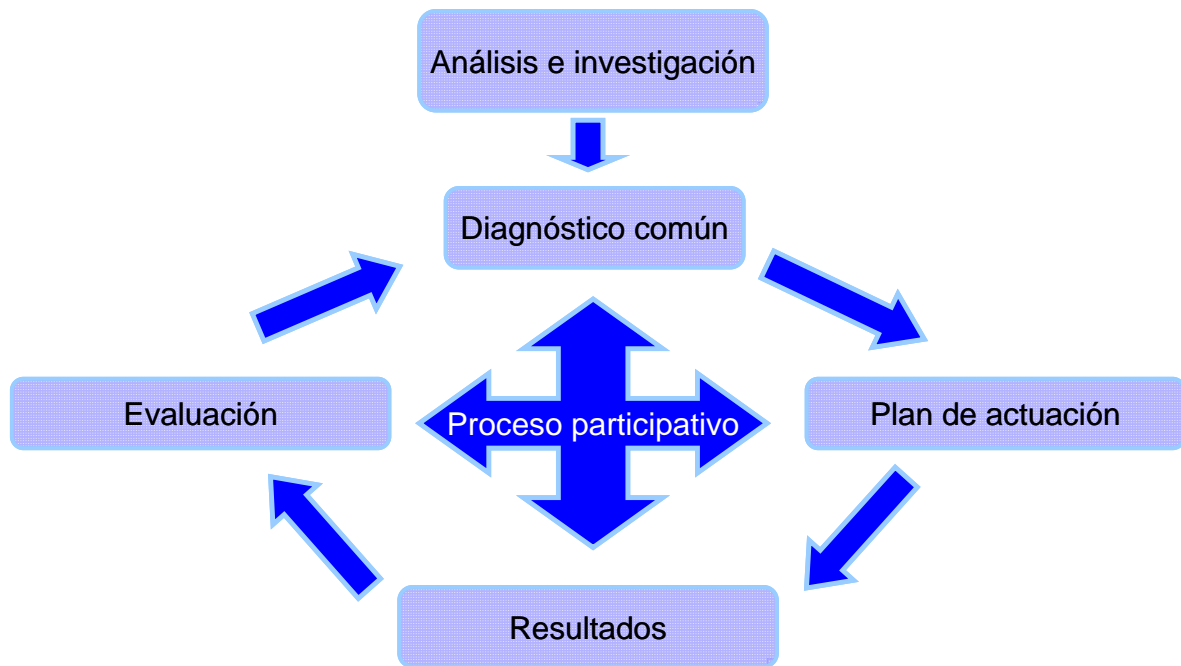 Análisis e investigación
Diagnóstico común
Evaluación
Proceso participativo
Plan de actuación
Resultados